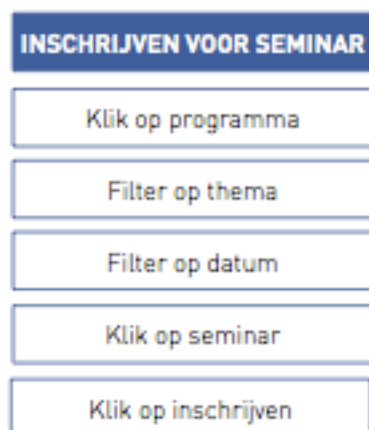 INSCHRIJVEN VOOR SEMINAR
Klik op programma
Filter op thema
Filter op datum
Klik op seminar
Klik op inschrijven